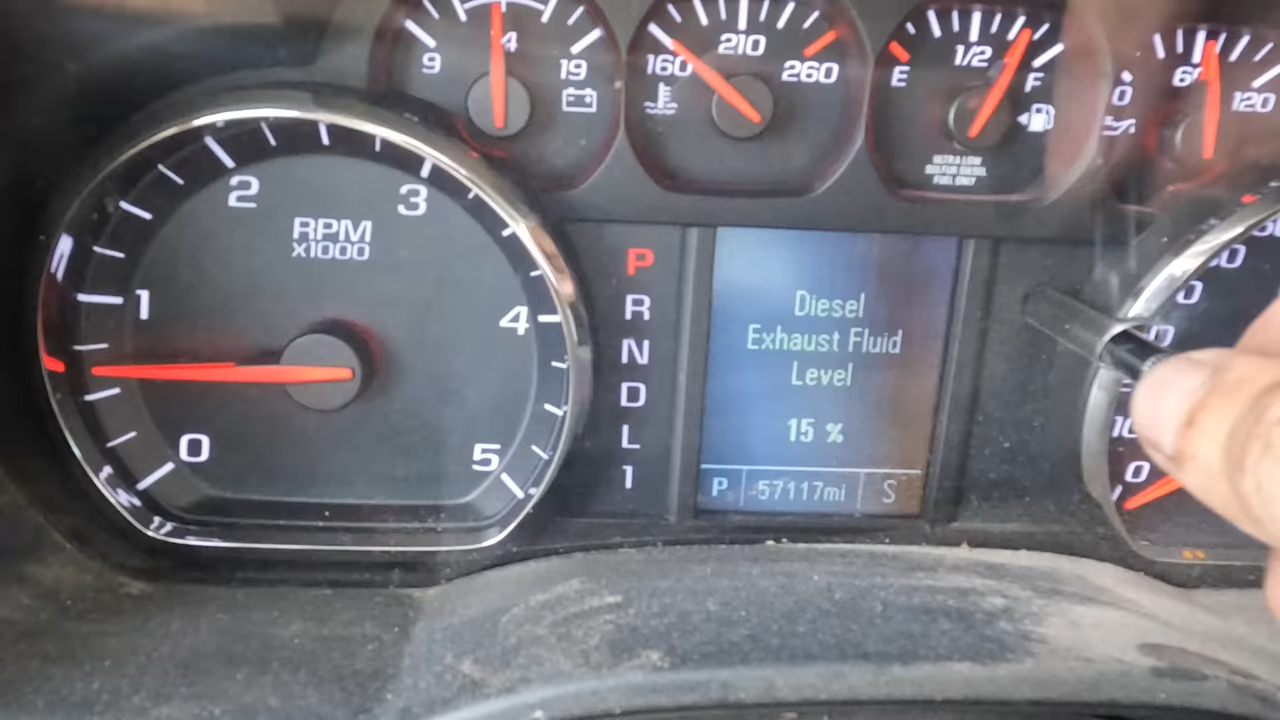 9
4
19
160
210
260
E
1/2
F
ULTRA LOW
SULFUR DIESEL
FUEL ONLY
0
60
120
RPM
x1000
0
1
2
3
4
5
P
R
N
D
L
1
Diesel
Exhaust Fluid
Level
15 %
P
57117mi
S
0